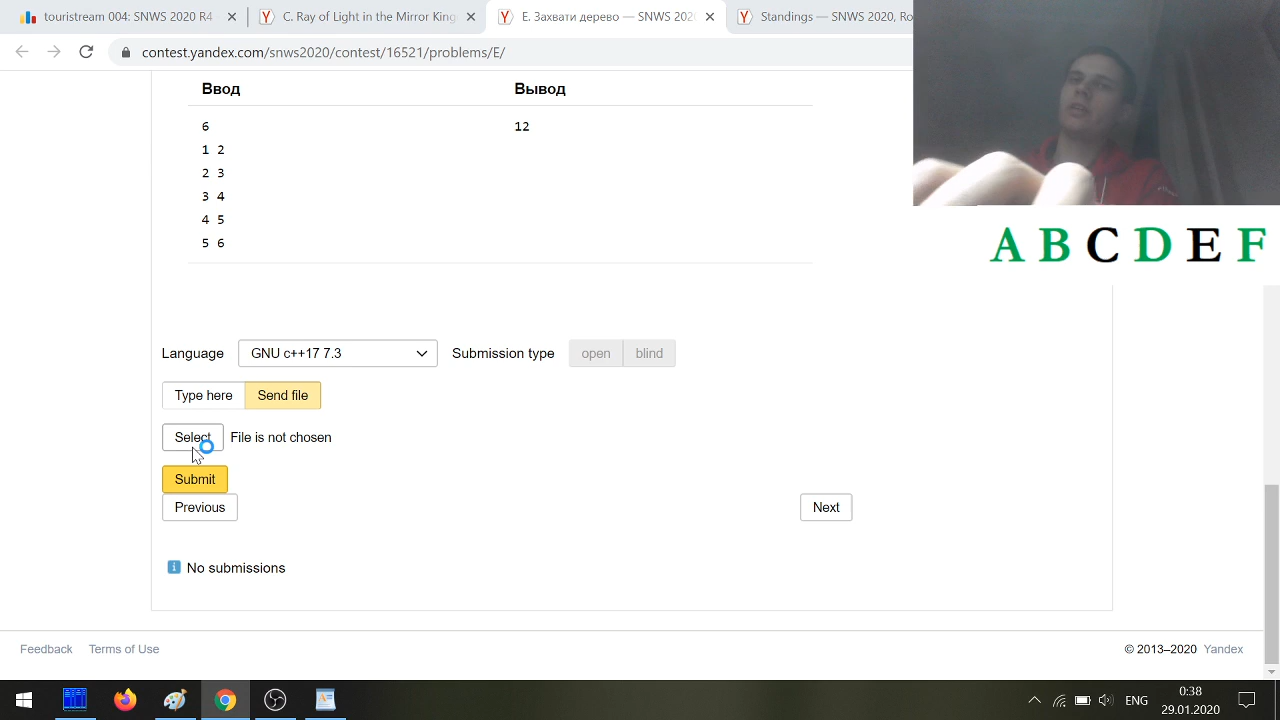 touristream 004: SNWS 2020 R4
C. Ray of Light in the Mirror King
E. Захвати дерево — SNWS 202
Standings — SNWS 2020, Ro
contest.yandex.com/snws2020/contest/16521/problems/E/
Ввод Вывод
6 12
1 2
2 3
3 4
4 5
5 6
A B C D E F
Language GNU c++17 7.3 Submission type open blind
Type here Send file
Select File is not chosen
Submit
Previous Next
No submissions
Feedback Terms of Use © 2013–2020 Yandex
ENG 0:38
29.01.2020